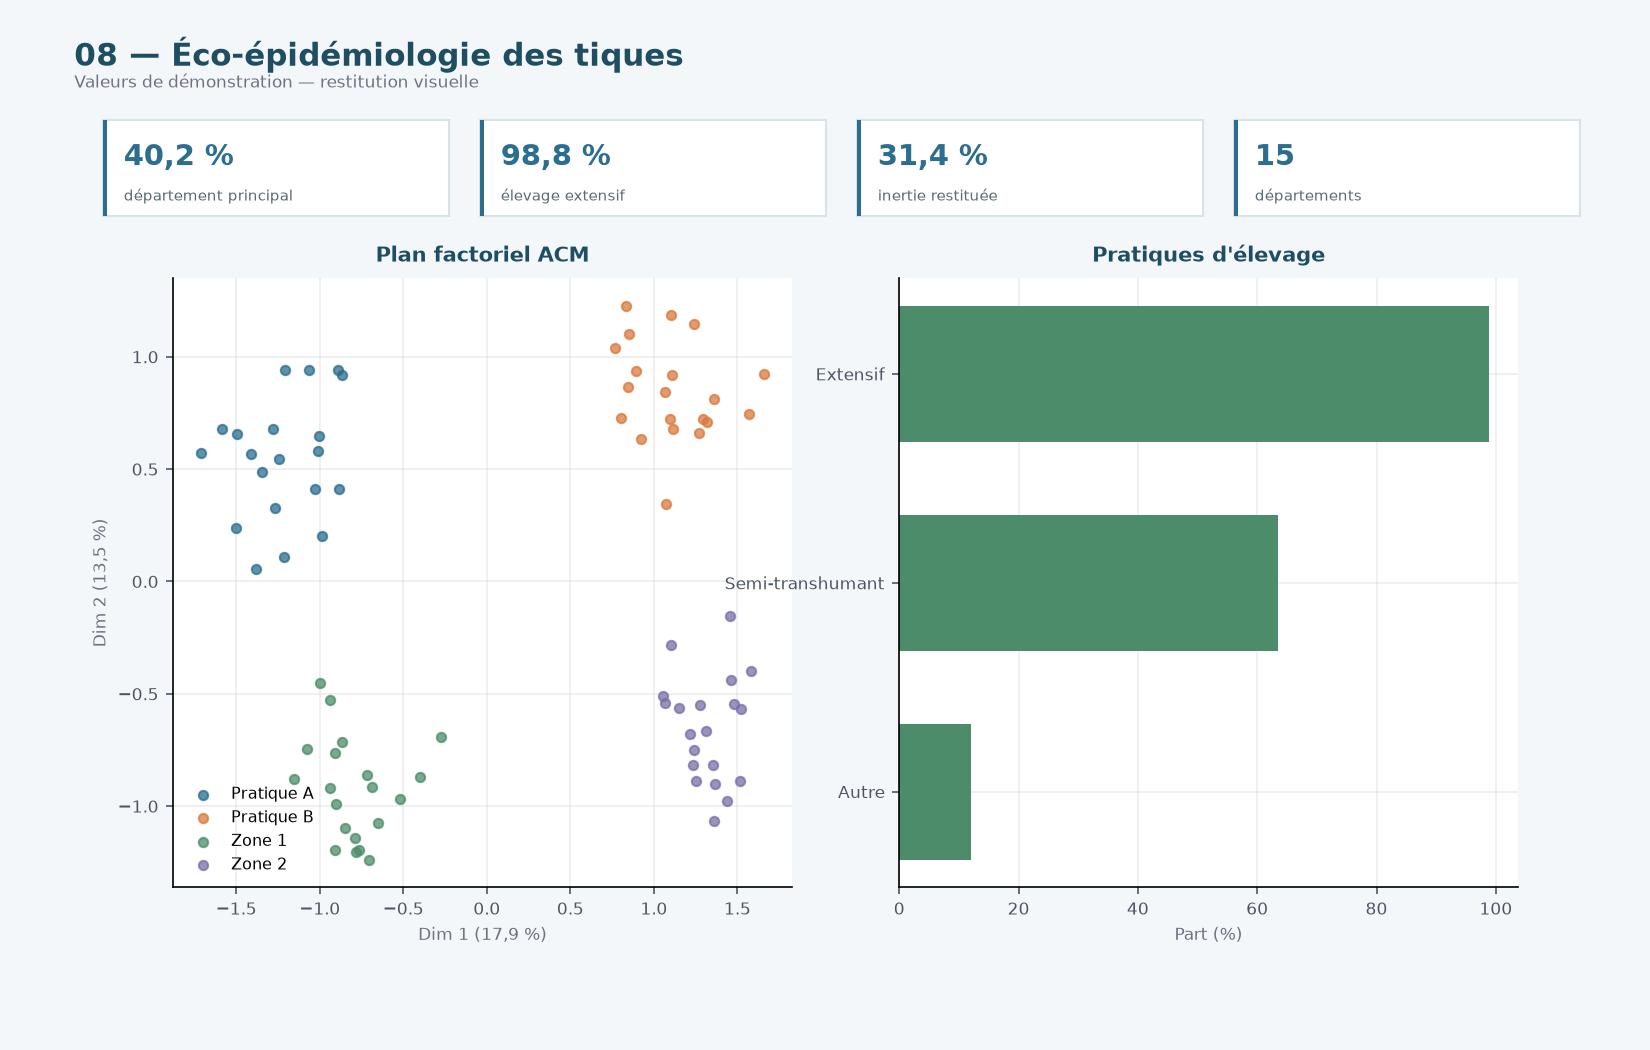 08 — Éco-épidémiologie des tiques
Valeurs de démonstration — restitution visuelle
40,2 %
département principal
98,8 %
élevage extensif
31,4 %
inertie restituée
15
départements
Plan factoriel ACM
1.0
0.5
0.0
−0.5
−1.0
Dim 2 (13,5 %)
Pratique A
Pratique B
Zone 1
Zone 2
−1.5
−1.0
−0.5
0.0
0.5
1.0
1.5
Dim 1 (17,9 %)
Pratiques d'élevage
Extensif
Semi-transhumant
Autre
0
20
40
60
80
100
Part (%)